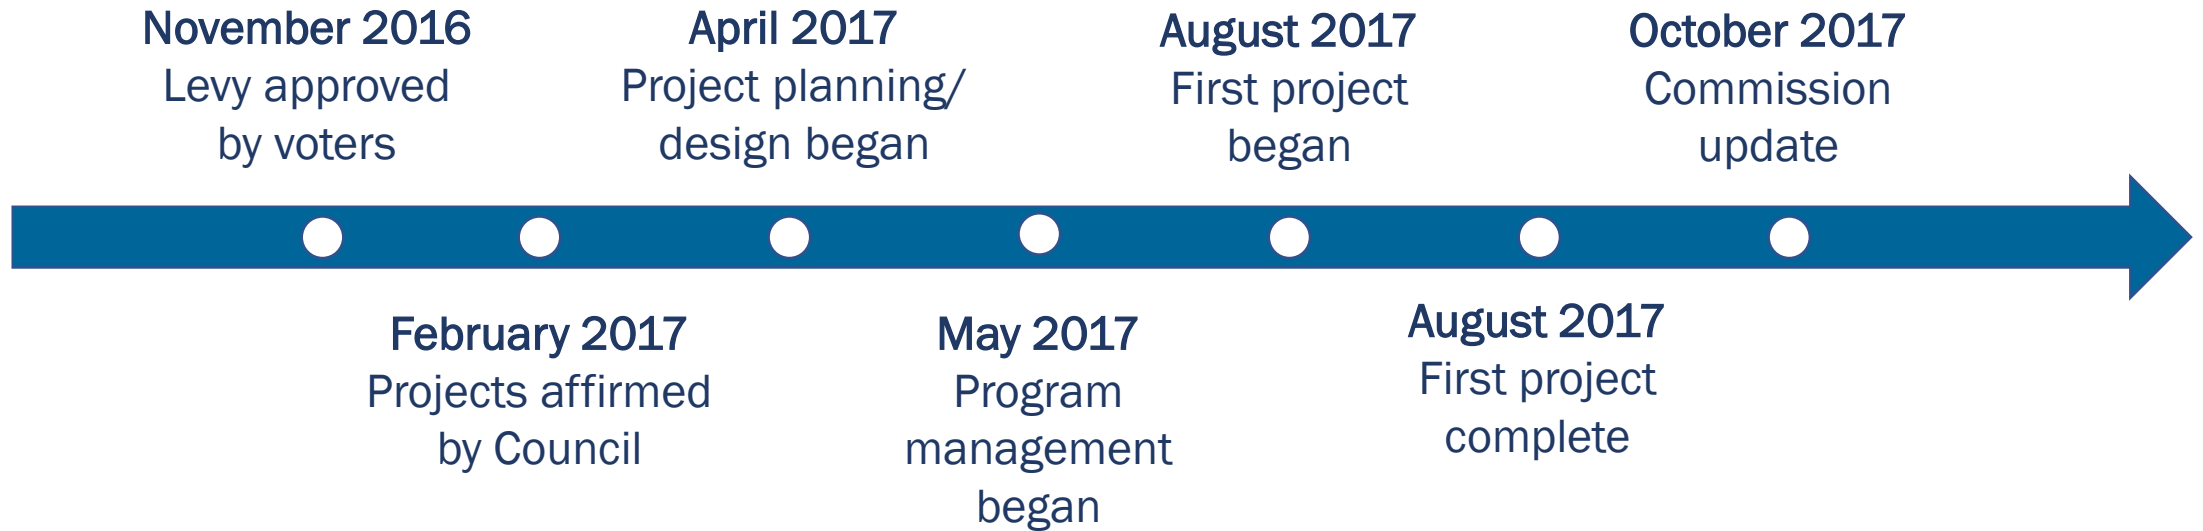 November 2016
Levy approved
by voters
February 2017
Projects affirmed
by Council
April 2017
Project planning/
design began
May 2017
Program
management
began
August 2017
First project
began
August 2017
First project
complete
October 2017
Commission
update